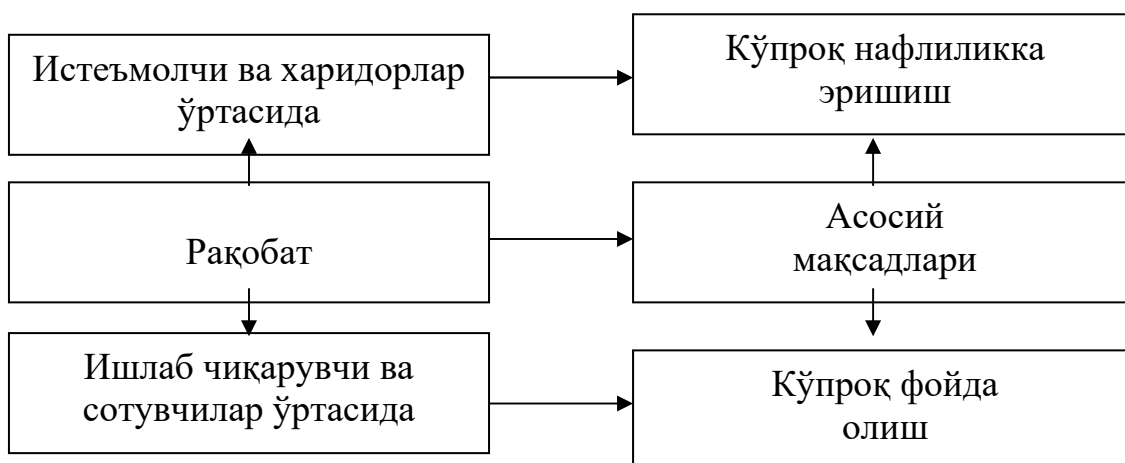 Истеъмолчи ва харидорлар
ўртасида
Кўпроқ нафлиликка
эришиш
Рақобат
Асосий
мақсадлари
Ишлаб чиқарувчи ва
сотувчилар ўртасида
Кўпроқ фойда
олиш